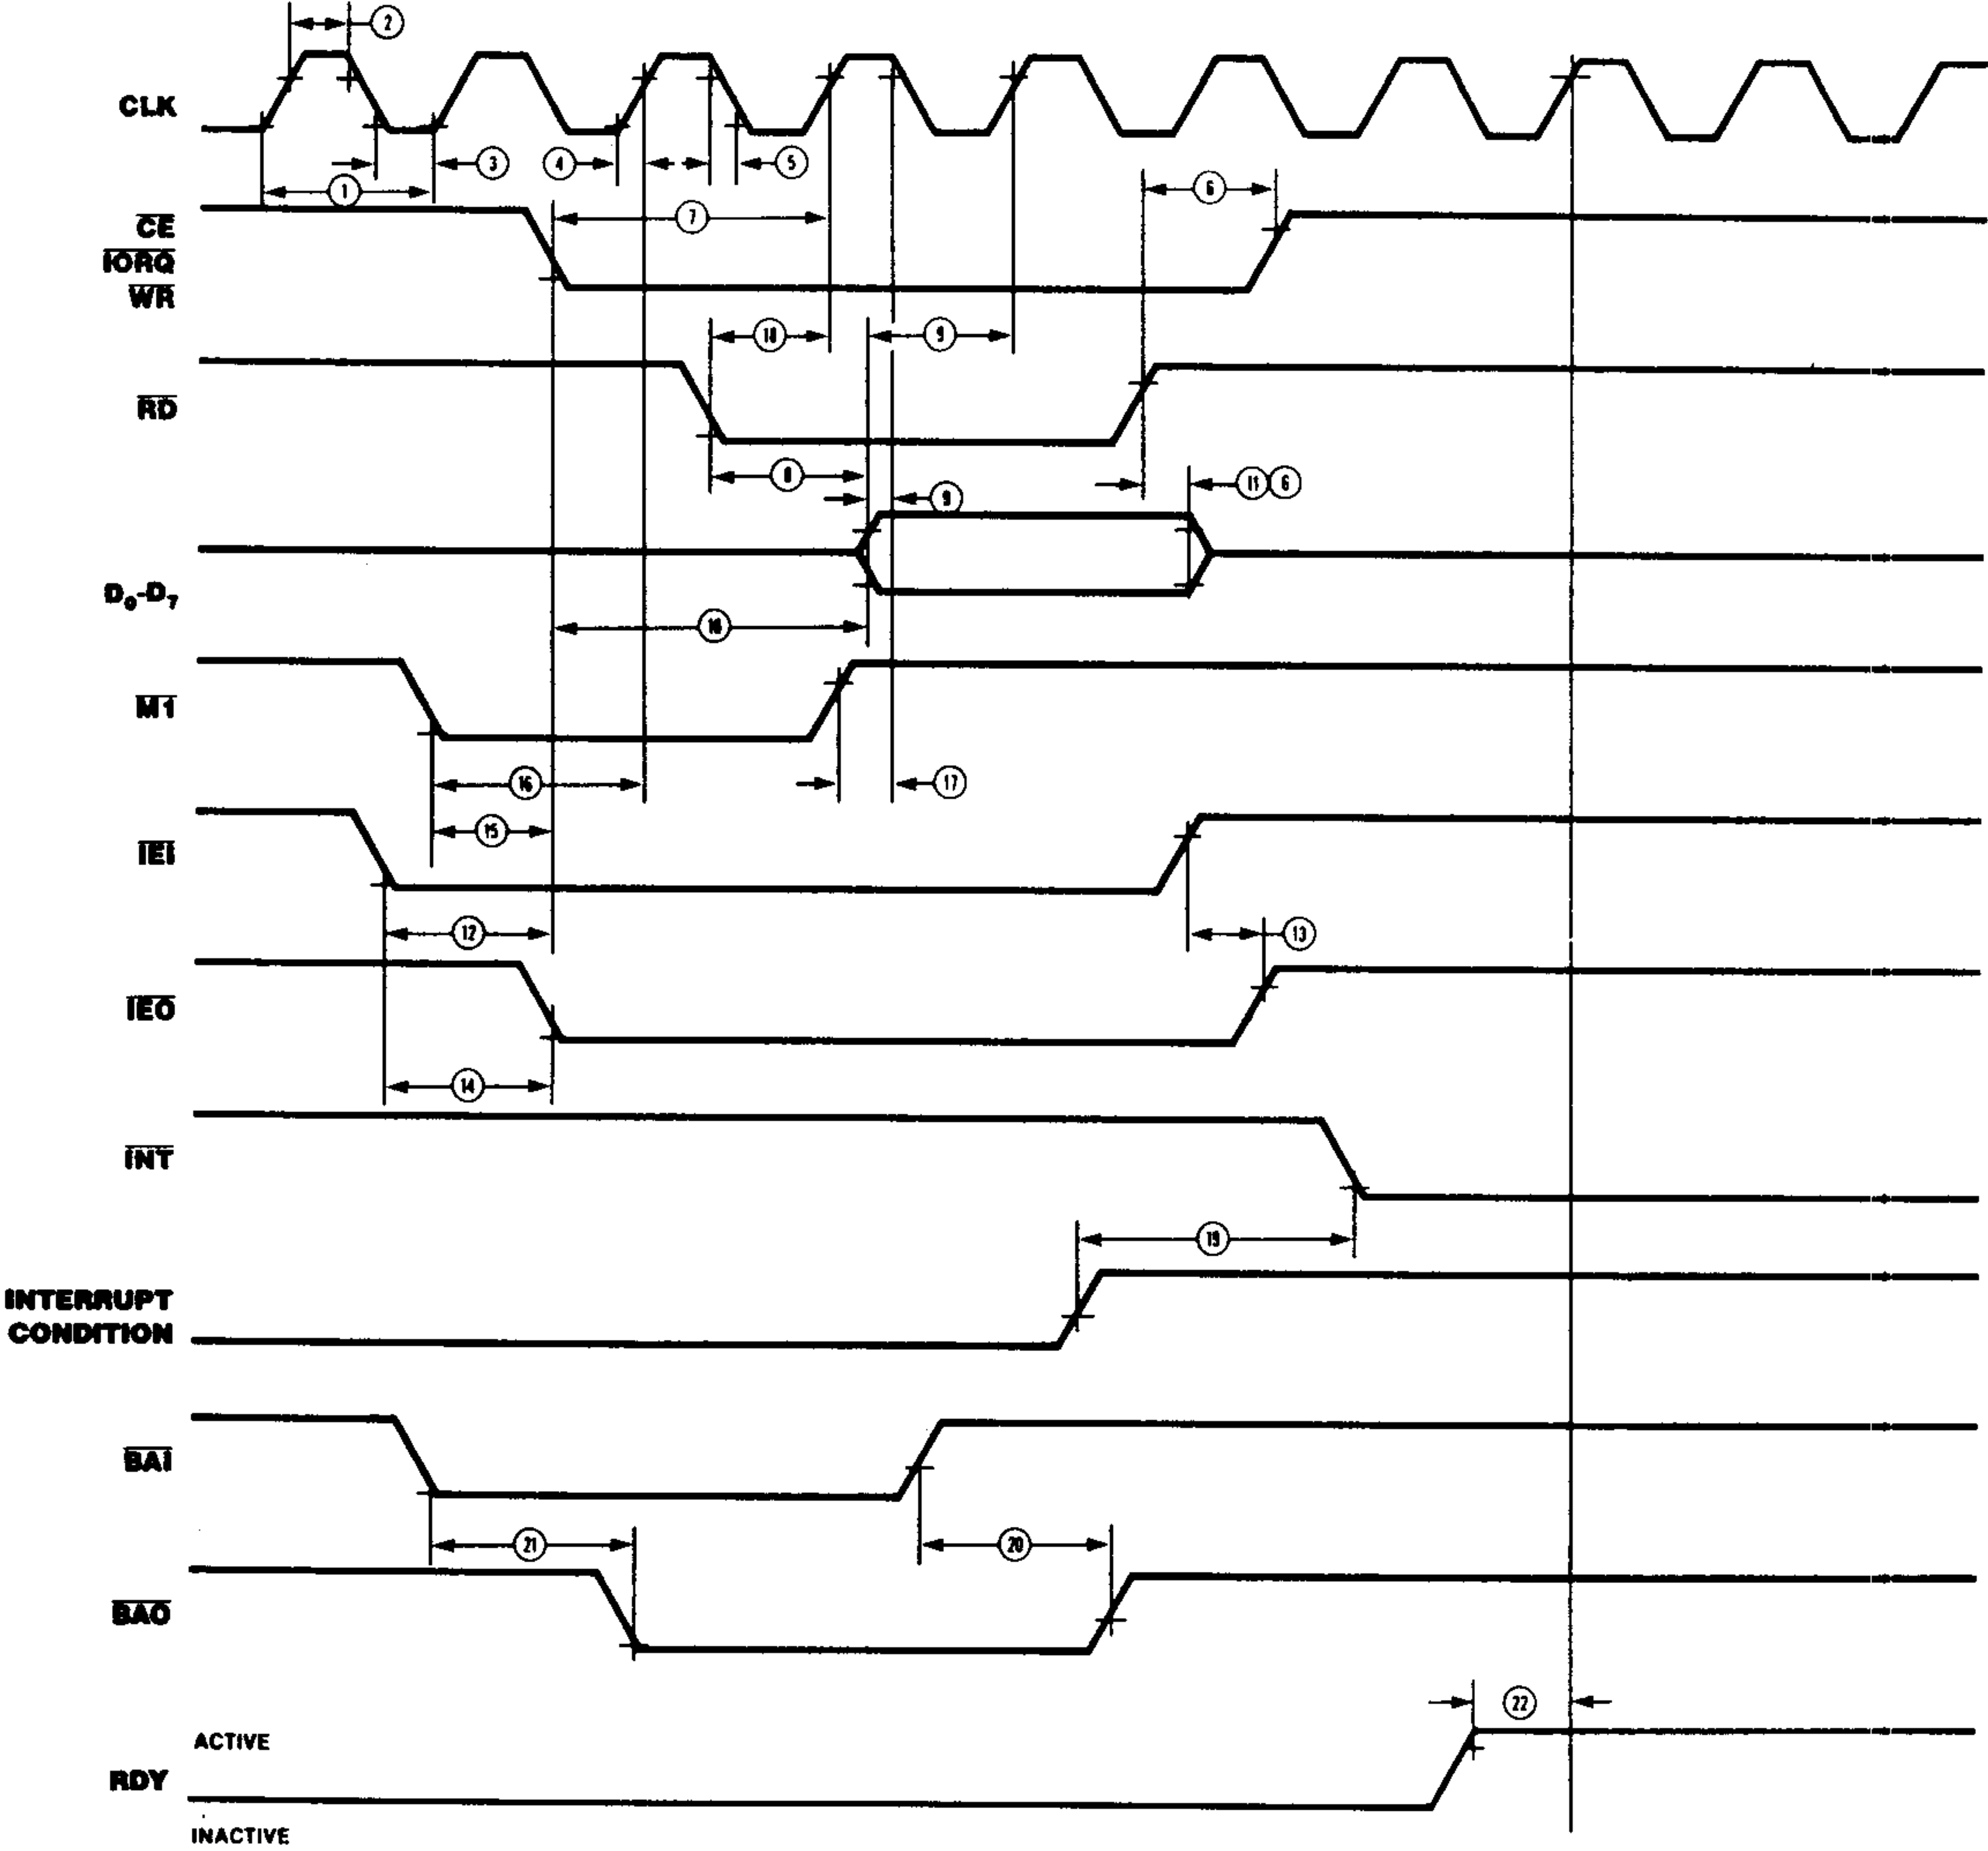 2
CLK
3
4
5
1
6
7
CE
IORQ
WR
10
9
RD
8
11 6
9
D0-D7
18
M1
16
17
15
IEI
12
13
IEO
14
INT
19
INTERRUPT
CONDITION
BAI
21
20
BAO
22
ACTIVE
RDY
INACTIVE